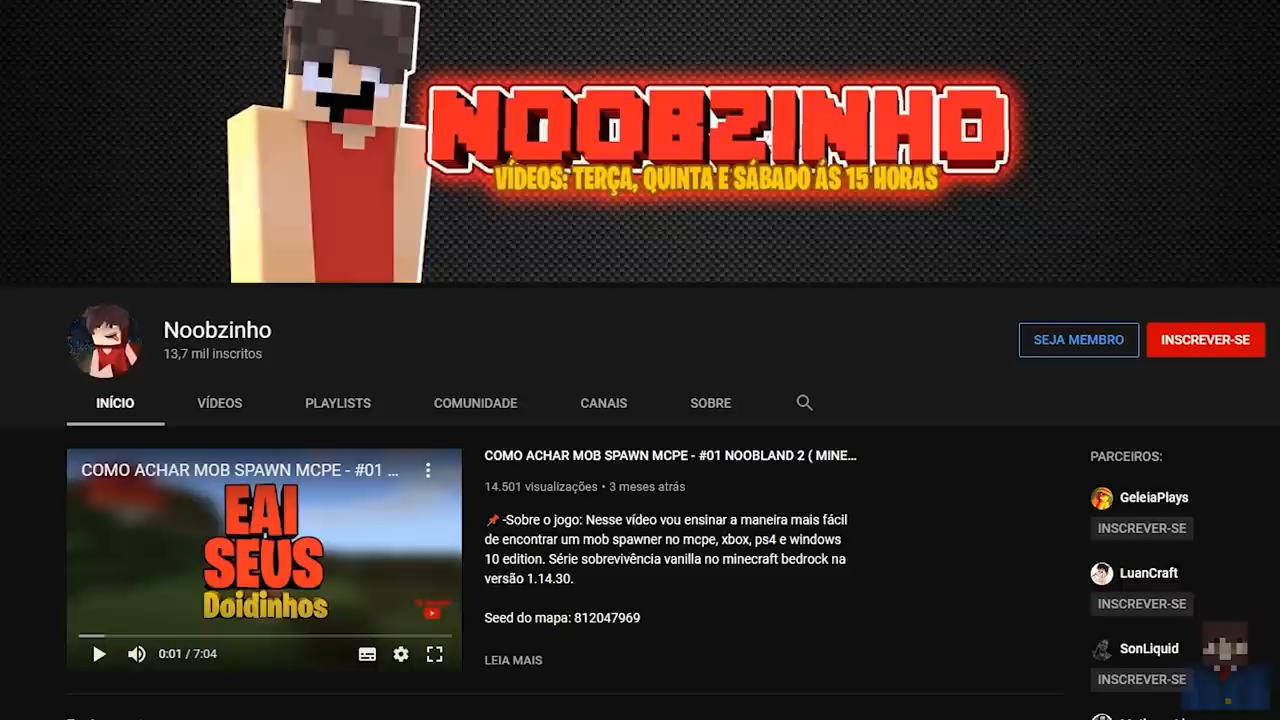 NOOBZINHO
VÍDEOS: TERÇA, QUINTA E SÁBADO ÁS 15 HORAS
Noobzinho
13,7 mil inscritos
SEJA MEMBRO
INSCREVER-SE
INÍCIO
VÍDEOS
PLAYLISTS
COMUNIDADE
CANAIS
SOBRE
COMO ACHAR MOB SPAWN MCPE - #01 ...
EAI
SEUS
Doidinhos
0:01 / 7:04
COMO ACHAR MOB SPAWN MCPE - #01 NOOBLAND 2 ( MINE...
14.501 visualizações • 3 meses atrás
-Sobre o jogo: Nesse vídeo vou ensinar a maneira mais fácil
de encontrar um mob spawner no mcpe, xbox, ps4 e windows
10 edition. Série sobrevivência vanilla no minecraft bedrock na
versão 1.14.30.
Seed do mapa: 812047969
LEIA MAIS
PARCEIROS:
GeleiaPlays
INSCREVER-SE
LuanCraft
INSCREVER-SE
SonLiquid
INSCREVER-SE